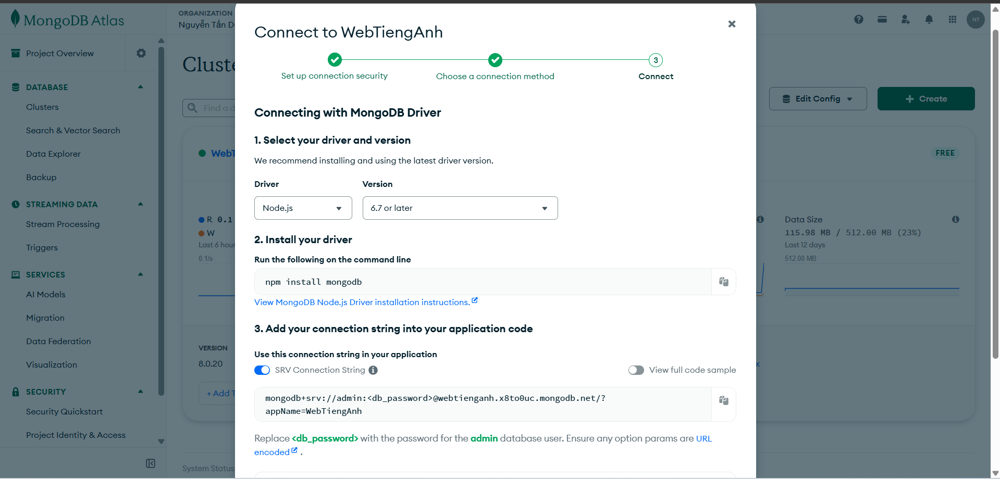 MongoDB Atlas
ORGANIZATION
Nguyễn Tấn
NT
Project Overview
DATABASE
Clusters
Search & Vector Search
Data Explorer
Backup
STREAMING DATA
Stream Processing
Triggers
SERVICES
AI Models
Migration
Data Federation
Visualization
SECURITY
Security Quickstart
Project Identity & Access
Edit Config
+ Create
Find a
FREE
R 0.1
W
Last 6
0.1/s
VERSION
8.0.20
+ Add
System Status
Data Size
115.98 MB / 512.00 MB (23%)
Last 12 days
512.00 MB
Connect to WebTiengAnh
Set up connection security
Choose a connection method
3
Connect
Connecting with MongoDB Driver
1. Select your driver and version
We recommend installing and using the latest driver version.
Driver
Version
Node.js
6.7 or later
2. Install your driver
Run the following on the command line
npm install mongodb
View MongoDB Node.js Driver installation instructions.
3. Add your connection string into your application code
Use this connection string in your application
SRV Connection String
View full code sample
mongodb+srv://admin:<db_password>@webtienganh.x8to0uc.mongodb.net/?
appName=WebTiengAnh
Replace <db_password> with the password for the admin database user. Ensure any option params are URL
encoded .